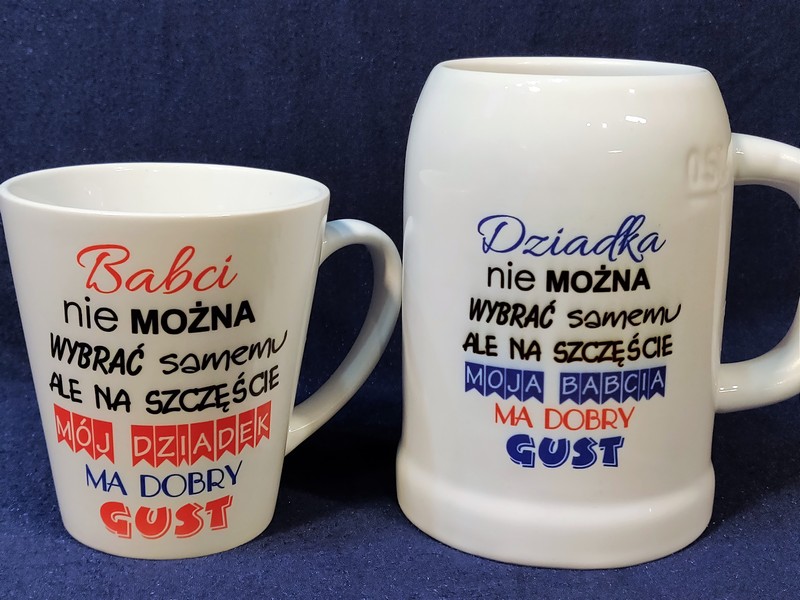 Babci
nie MOŻNA
WYBRAĆ samemu
ALE NA SZCZĘŚCIE
MÓJ DZIADEK
MA DOBRY
GUST
Dziadka
nie MOŻNA
WYBRAĆ samemu
ALE NA SZCZĘŚCIE
MOJA BABCIA
MA DOBRY
GUST